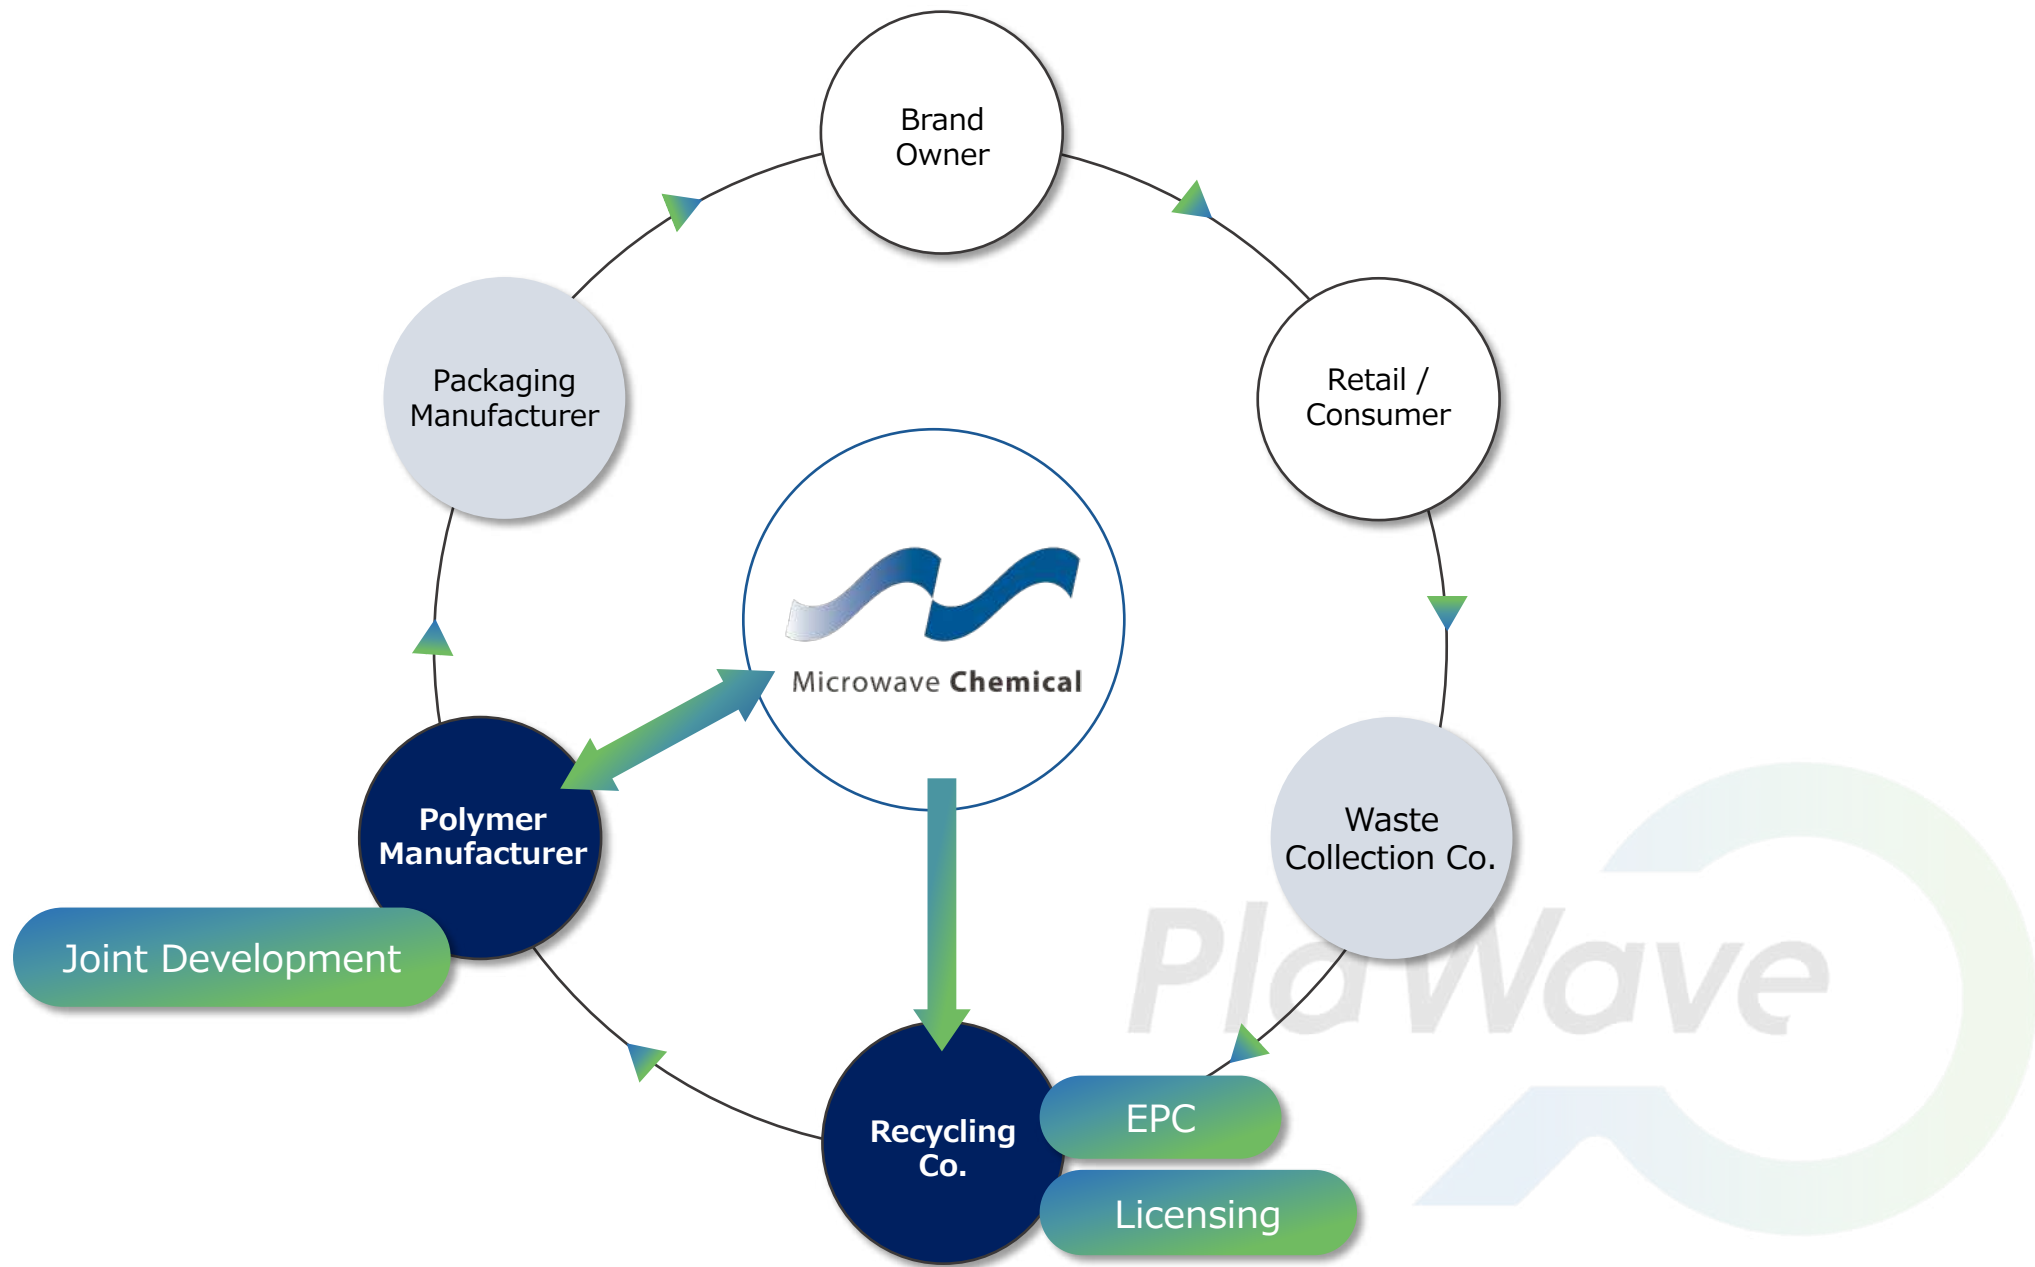 Brand
Owner
Packaging
Manufacturer
Retail /
Consumer
Microwave Chemical
Polymer
Manufacturer
Waste
Collection Co.
Joint Development
PlaWave
Recycling
Co.
EPC
Licensing